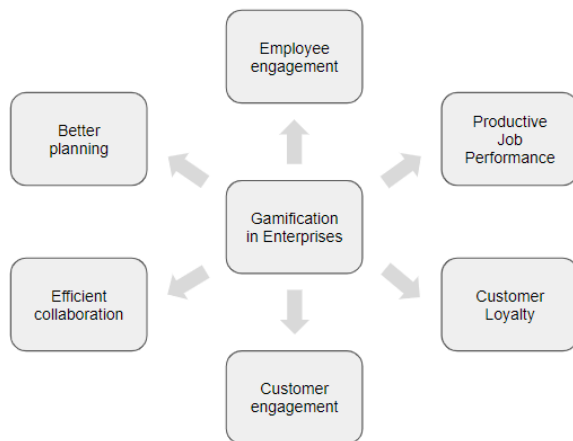 Employee
engagement
Better
planning
Productive
Job
Performance
Gamification
in Enterprises
Efficient
collaboration
Customer
Loyalty
Customer
engagement